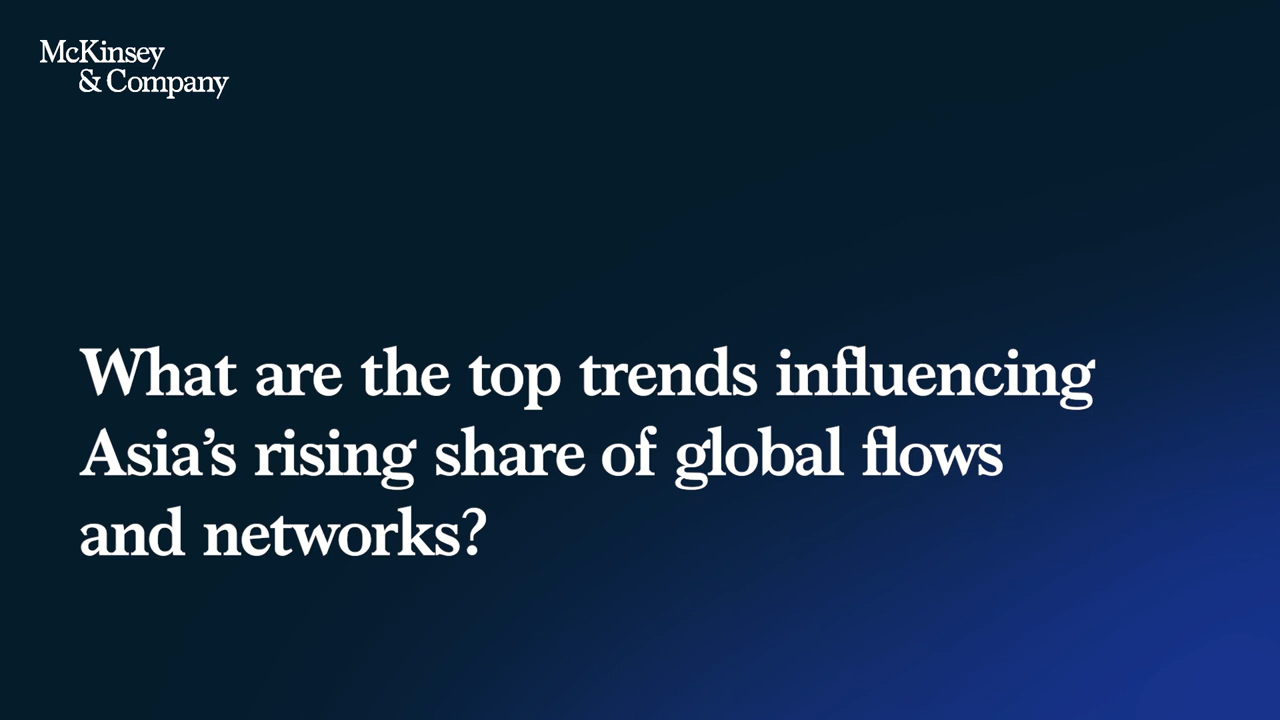 McKinsey
& Company
What are the top trends influencing
Asia’s rising share of global flows
and networks?